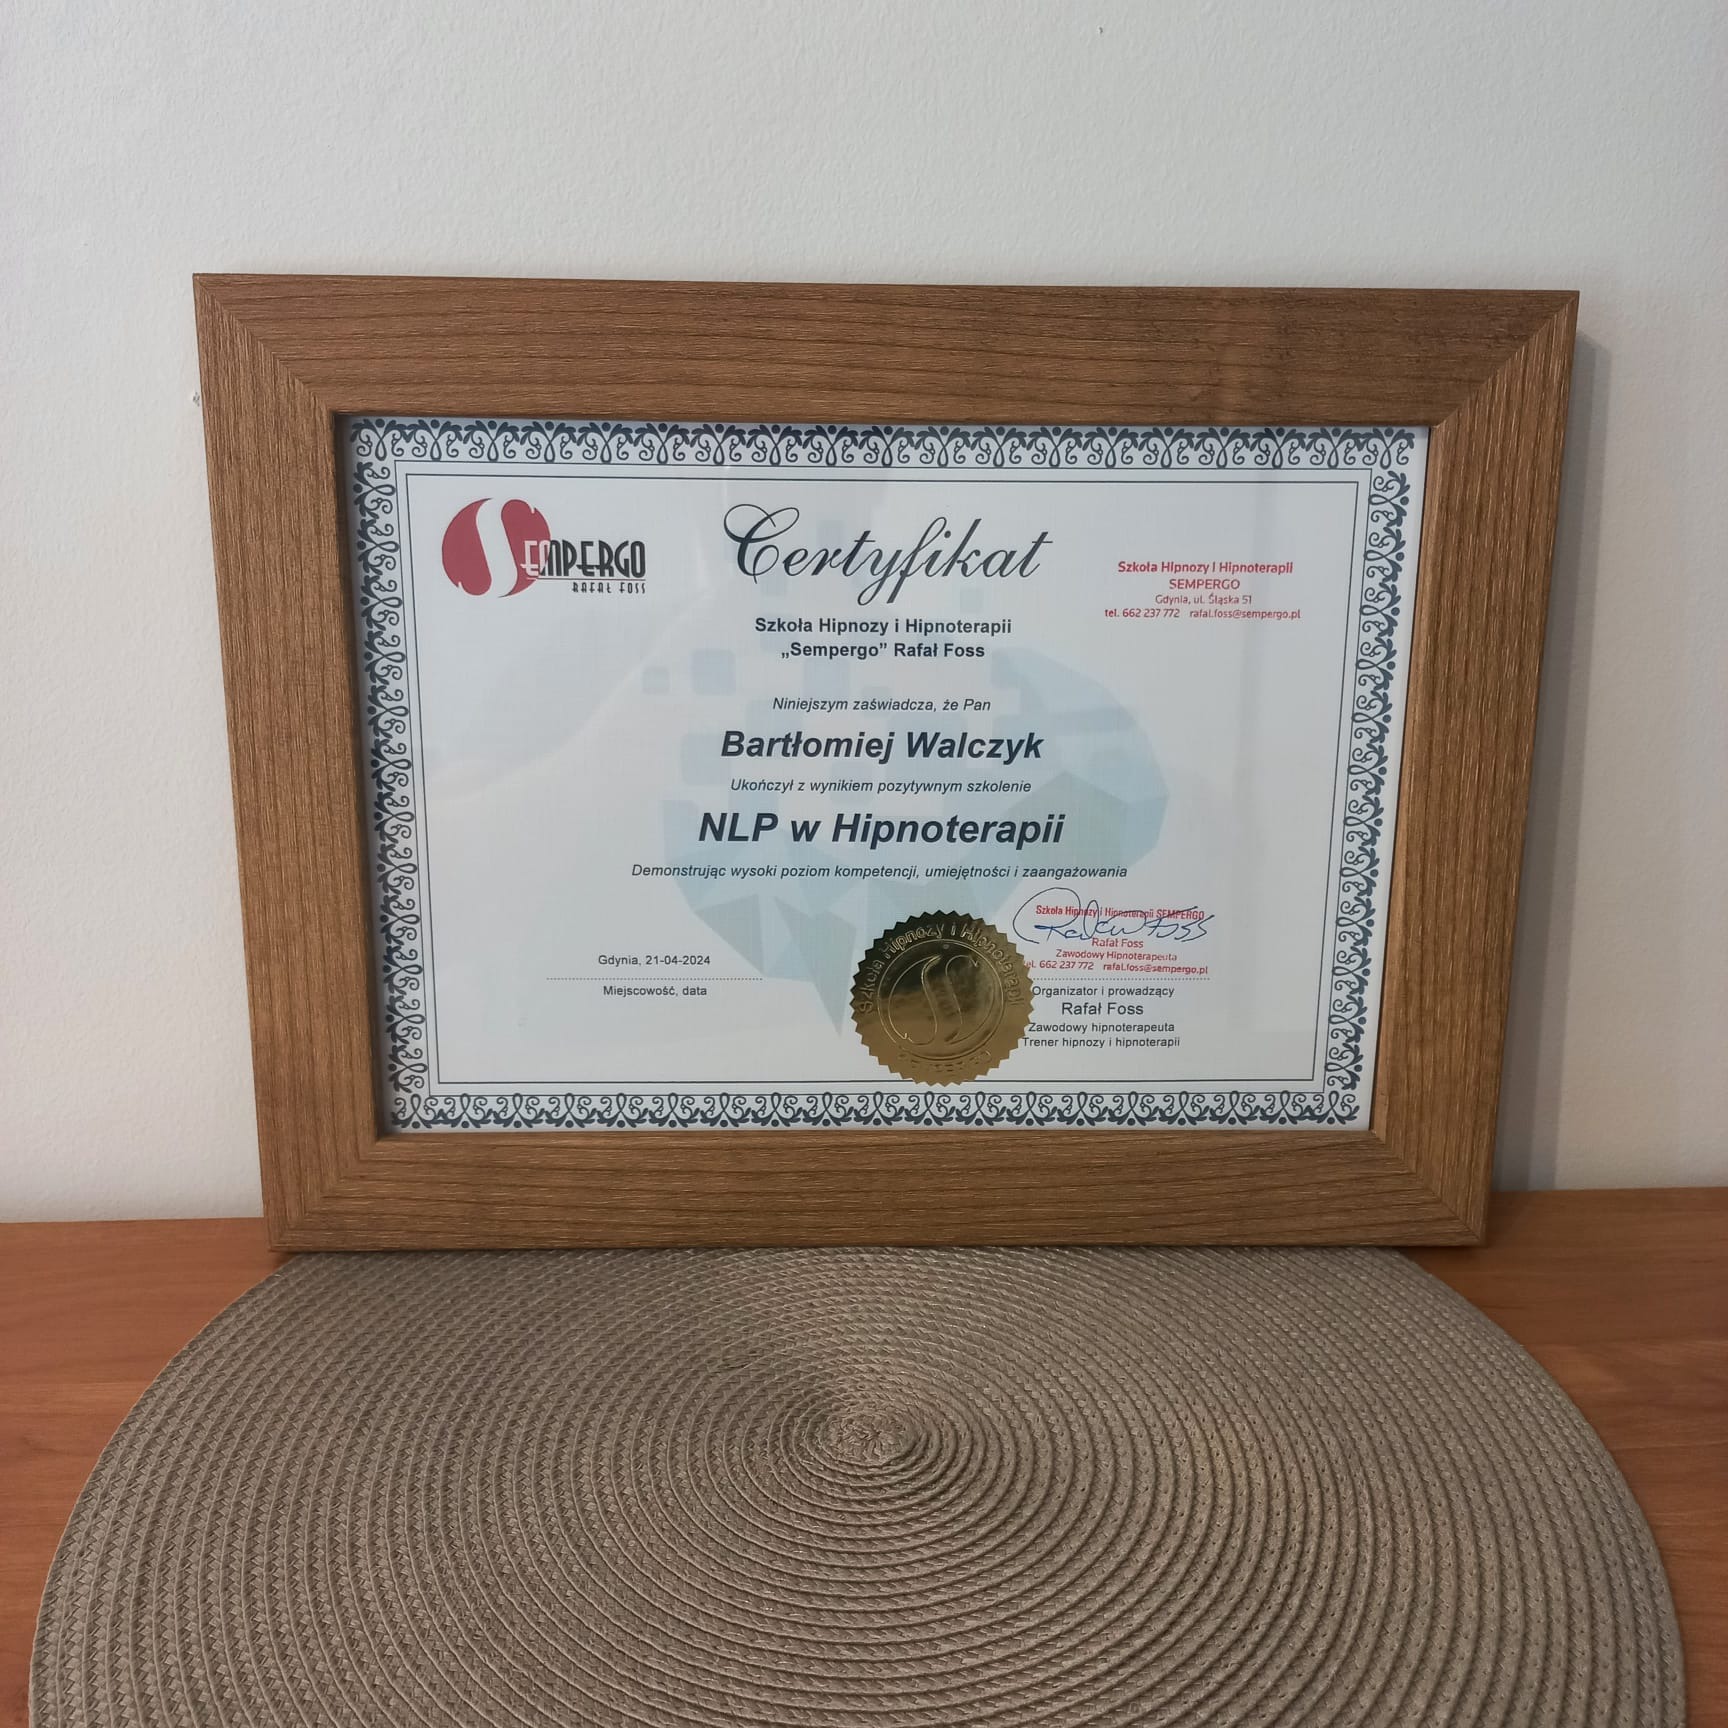 SEMPERGO
RAFAŁ FOSS
Certyfikat
Szkoła Hipnozy i Hipnoterapii
SEMPERGO
Gdynia, ul. Śląska 51
tel. 662 237 772 rafal.foss@sempergo.pl
Szkoła Hipnozy i Hipnoterapii
„Sempergo” Rafał Foss
Niniejszym zaświadcza, że Pan
Bartłomiej Walczyk
Ukończył z wynikiem pozytywnym szkolenie
NLP w Hipnoterapii
Demonstrując wysoki poziom kompetencji, umiejętności i zaangażowania
Gdynia, 21-04-2024
Miejscowość, data
Szkoła Hipnozy i Hipnoterapii
SEMPERGO
Szkoła Hipnozy i Hipnoterapii SEMPERGO
Rafał Foss
Rafał Foss
Zawodowy Hipnoterapeuta
tel. 662 237 772 rafal.foss@sempergo.pl
Organizator i prowadzący
Rafał Foss
Zawodowy hipnoterapeuta
Trener hipnozy i hipnoterapii